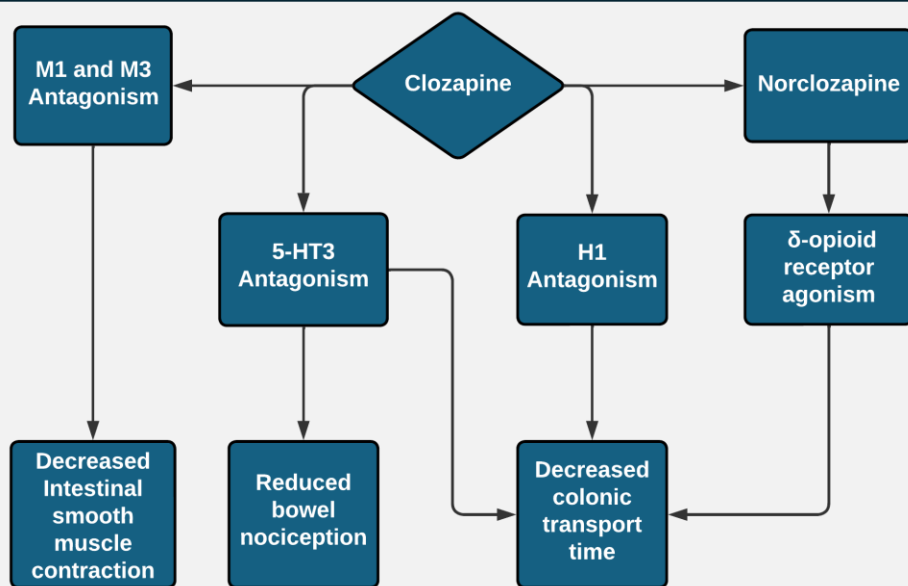 M1 and M3
Antagonism
Clozapine
Norclozapine
5-HT3
Antagonism
H1
Antagonism
δ-opioid
receptor
agonism
Decreased
Intestinal
smooth
muscle
contraction
Reduced
bowel
nociception
Decreased
colonic
transport
time